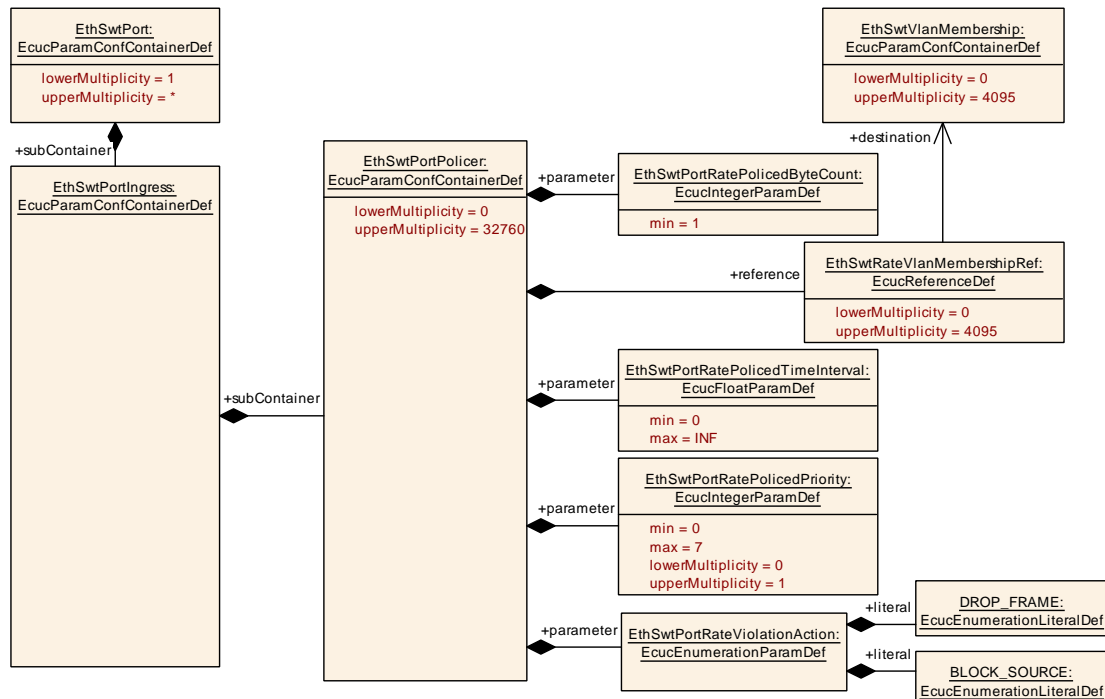 EthSwtPort:
EcucParamConfContainerDef
lowerMultiplicity = 1
upperMultiplicity = *
+subContainer
EthSwtPortIngress:
EcucParamConfContainerDef
+subContainer
EthSwtPortPolicer:
EcucParamConfContainerDef
lowerMultiplicity = 0
upperMultiplicity = 32760
+parameter
EthSwtPortRatePolicedByteCount:
EcucIntegerParamDef
min = 1
EthSwtVlanMembership:
EcucParamConfContainerDef
lowerMultiplicity = 0
upperMultiplicity = 4095
+destination
+reference
EthSwtRateVlanMembershipRef:
EcucReferenceDef
lowerMultiplicity = 0
upperMultiplicity = 4095
+parameter
EthSwtPortRatePolicedTimeInterval:
EcucFloatParamDef
min = 0
max = INF
+parameter
EthSwtPortRatePolicedPriority:
EcucIntegerParamDef
min = 0
max = 7
lowerMultiplicity = 0
upperMultiplicity = 1
+parameter
EthSwtPortRateViolationAction:
EcucEnumerationParamDef
+literal
DROP_FRAME:
EcucEnumerationLiteralDef
+literal
BLOCK_SOURCE:
EcucEnumerationLiteralDef